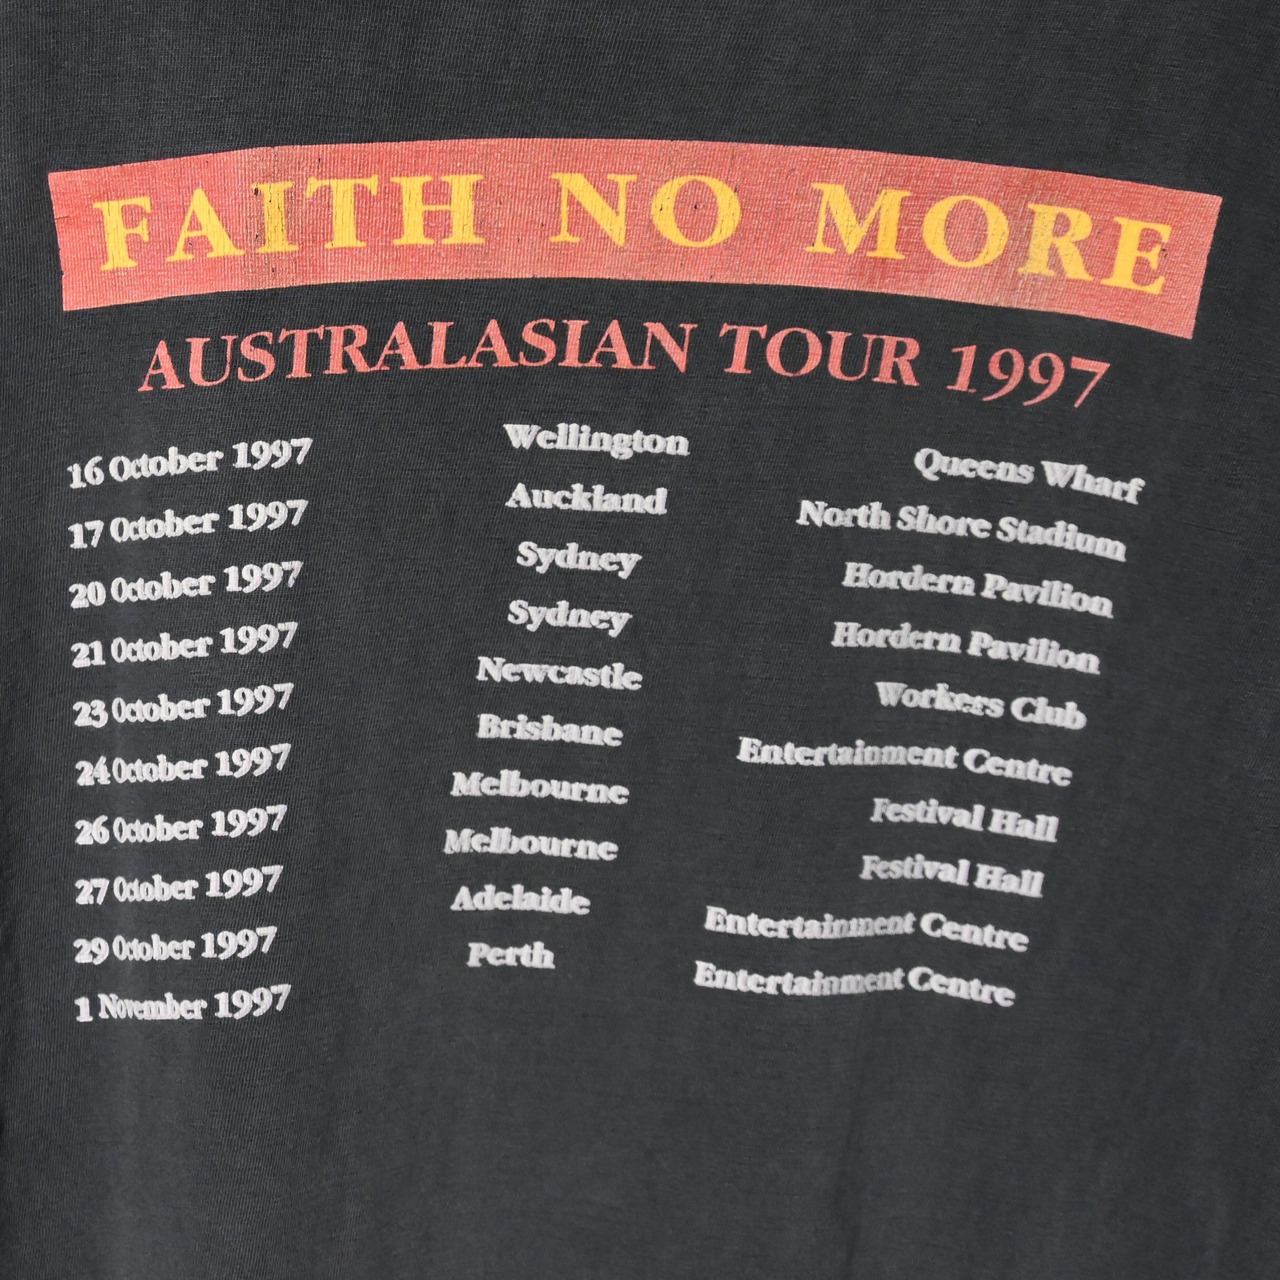 FAITH NO MORE
AUSTRALASIAN TOUR 1997
16 October 1997 Wellington Queens Wharf
17 October 1997 Auckland North Shore Stadium
20 October 1997 Sydney Hordern Pavilion
21 October 1997 Sydney Hordern Pavilion
23 October 1997 Newcastle Workers Club
24 October 1997 Brisbane Entertainment Centre
26 October 1997 Melbourne Festival Hall
27 October 1997 Melbourne Festival Hall
29 October 1997 Adelaide Entertainment Centre
1 November 1997 Perth Entertainment Centre